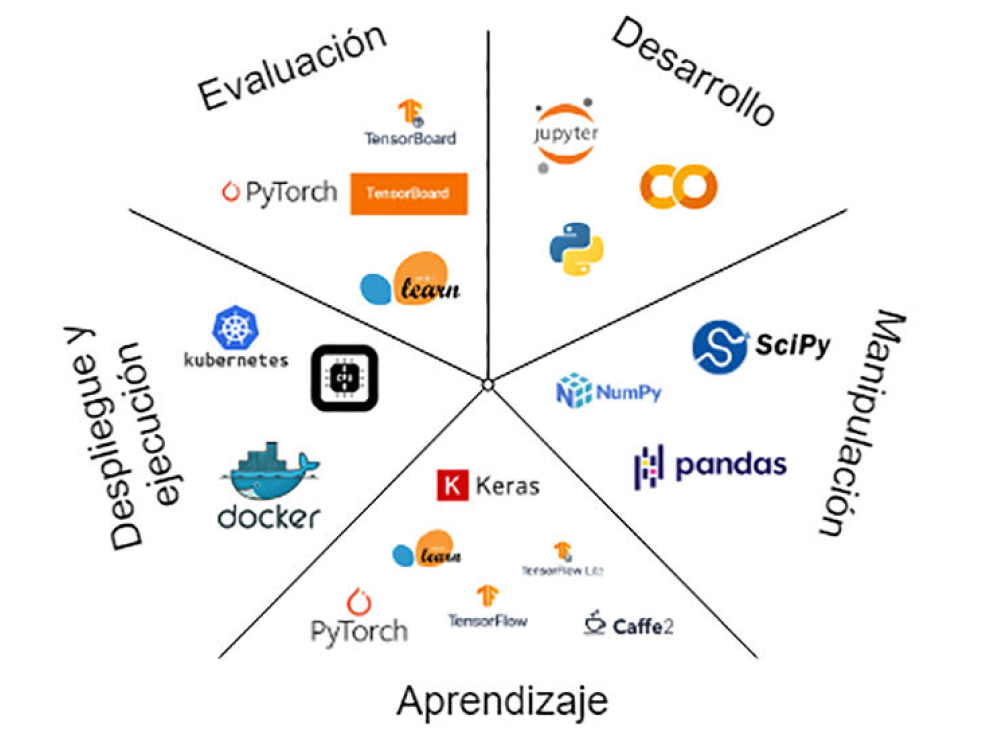 Evaluación
Desarrollo
TensorBoard
jupyter
PyTorch
TensorBoard
CO
learn
kubernetes
CPU
Despliegue y
ejecución
docker
SciPy
NumPy
pandas
Manipulación
K Keras
learn
TensorFlow Lite
PyTorch
TensorFlow
Caffe2
Aprendizaje